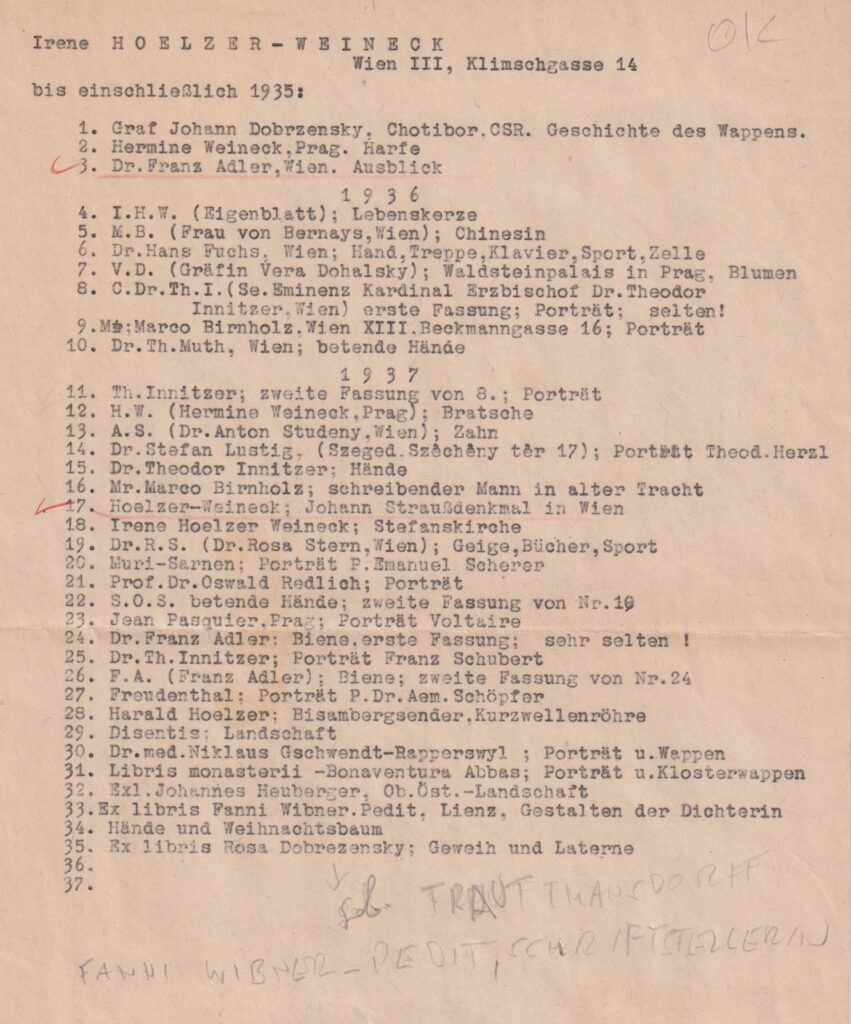 OK
Irene HOELZER-WEINECK
Wien III, Klimschgasse 14
bis einschließlich 1935:
1. Graf Johann Dobrzensky, Chotibor.CSR. Geschichte des Wappens.
2. Hermine Weineck,Prag. Harfe
3. Dr.Franz Adler,Wien. Ausblick
1936
4. I.H.W. (Eigenblatt); Lebenskerze
5. M.B. (Frau von Bernays,Wien); Chinesin
6. Dr.Hans Fuchs, Wien; Hand,Treppe,Klavier,Sport,Zelle
7. V.D. (Gräfin Vera Dohalsky); Waldsteinpalais in Prag, Blumen
8. C.Dr.Th.I.(Se.Eminenz Kardinal Erzbischof Dr.Theodor
Innitzer,Wien) erste Fassung; Porträt; selten!
9.Mr;Marco Birnholz,Wien XIII.Beckmanngasse 16; Porträt
10. Dr.Th.Muth, Wien; betende Hände
1937
11. Th.Innitzer; zweite Fassung von 8.; Porträt
12. H.W. (Hermine Weineck,Prag); Bratsche
13. A.S. (Dr.Anton Studeny,Wien); Zahn
14. Dr.Stefan Lustig, (Szeged.Szêchêny têr 17); Porträt Theod.Herzl
15. Dr.Theodor Innitzer; Hände
16. Mr.Marco Birnholz; schreibender Mann in alter Tracht
17. Hoelzer-Weineck; Johann Straußdenkmal in Wien
18. Irene Hoelzer Weineck; Stefanskirche
19. Dr.R.S. (Dr.Rosa Stern,Wien); Geige,Bücher,Sport
20. Muri-Sarnen; Porträt P.Emanuel Scherer
21. Prof.Dr.Oswald Redlich; Porträt
22. S.O.S. betende Hände; zweite Fassung von Nr.10
23. Jean Pasquier,Prag; Porträt Voltaire
24. Dr.Franz Adler; Biene,erste Fassung; sehr selten !
25. Dr.Th.Innitzer; Porträt Franz Schubert
26. F.A. (Franz Adler); Biene; zweite Fassung von Nr.24
27. Freudenthal; Porträt P.Dr.Aem.Schöpfer
28. Harald Hoelzer; Bisambergsender,Kurzwellenröhre
29. Disentis; Landschaft
30. Dr.med.Niklaus Gschwendt-Rapperswyl ; Porträt u.Wappen
31. Libris monasterii -Bonaventura Abbas; Porträt u.Klosterwappen
32. Exl.Johannes Heuberger, Ob.Öst.-Landschaft
33.Ex libris Fanni Wibner.Pedit, Lienz, Gestalten der Dichterin
34. Hände und Weihnachtsbaum
35. Ex libris Rosa Dobrezensky; Geweih und Laterne
36.
37.
geb. TRAUTTMANSDORFF
FANNI WIBNER-PEDIT, SCHRIFTSTELLERIN